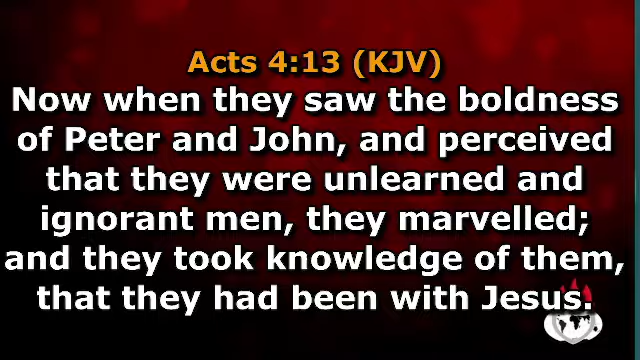 Acts 4:13 (KJV)
Now when they saw the boldness
of Peter and John, and perceived
that they were unlearned and
ignorant men, they marvelled;
and they took knowledge of them,
that they had been with Jesus.